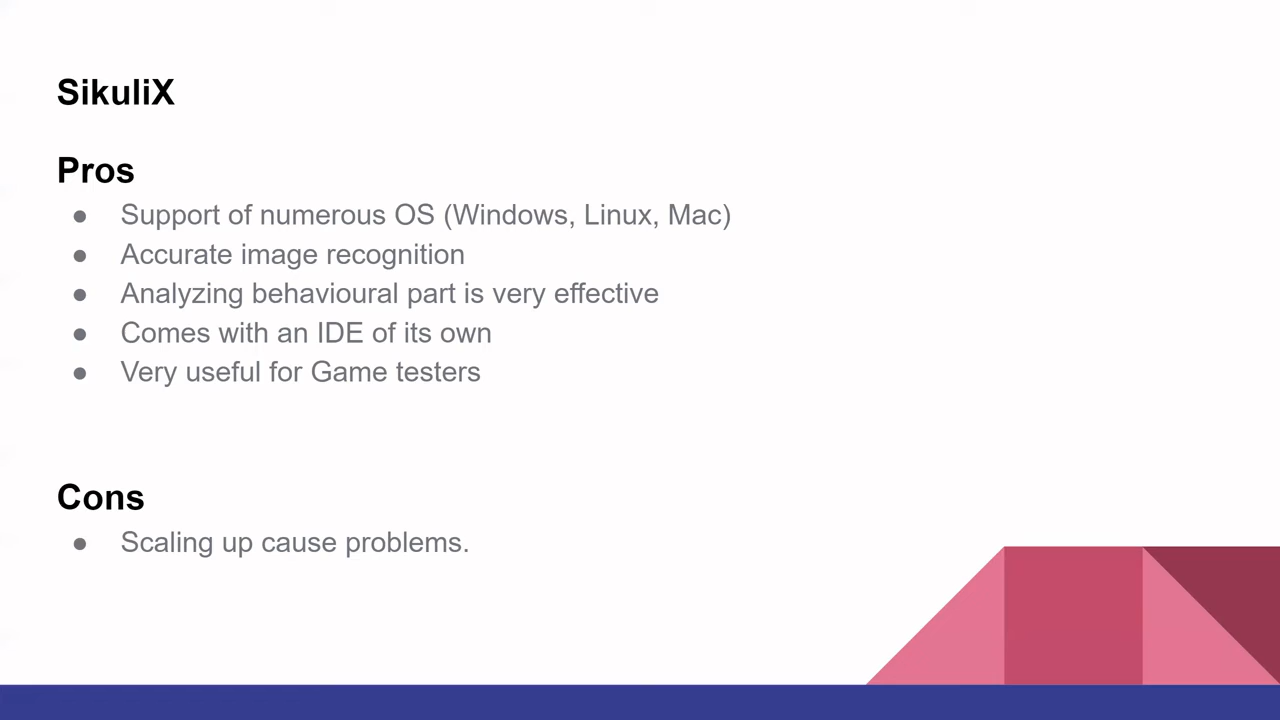 SikuliX
Pros
● Support of numerous OS (Windows, Linux, Mac)
● Accurate image recognition
● Analyzing behavioural part is very effective
● Comes with an IDE of its own
● Very useful for Game testers
Cons
● Scaling up cause problems.